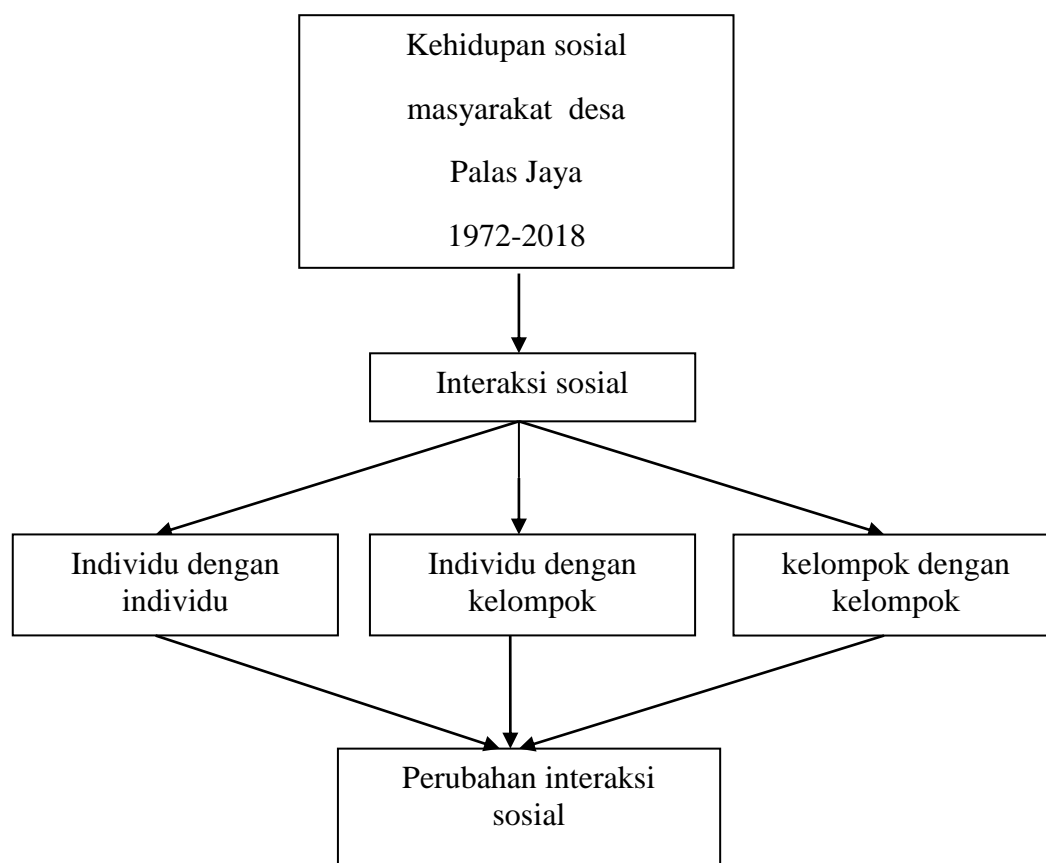 Kehidupan sosial
masyarakat desa
Palas Jaya
1972-2018
Interaksi sosial
Individu dengan
individu
Individu dengan
kelompok
kelompok dengan
kelompok
Perubahan interaksi
sosial